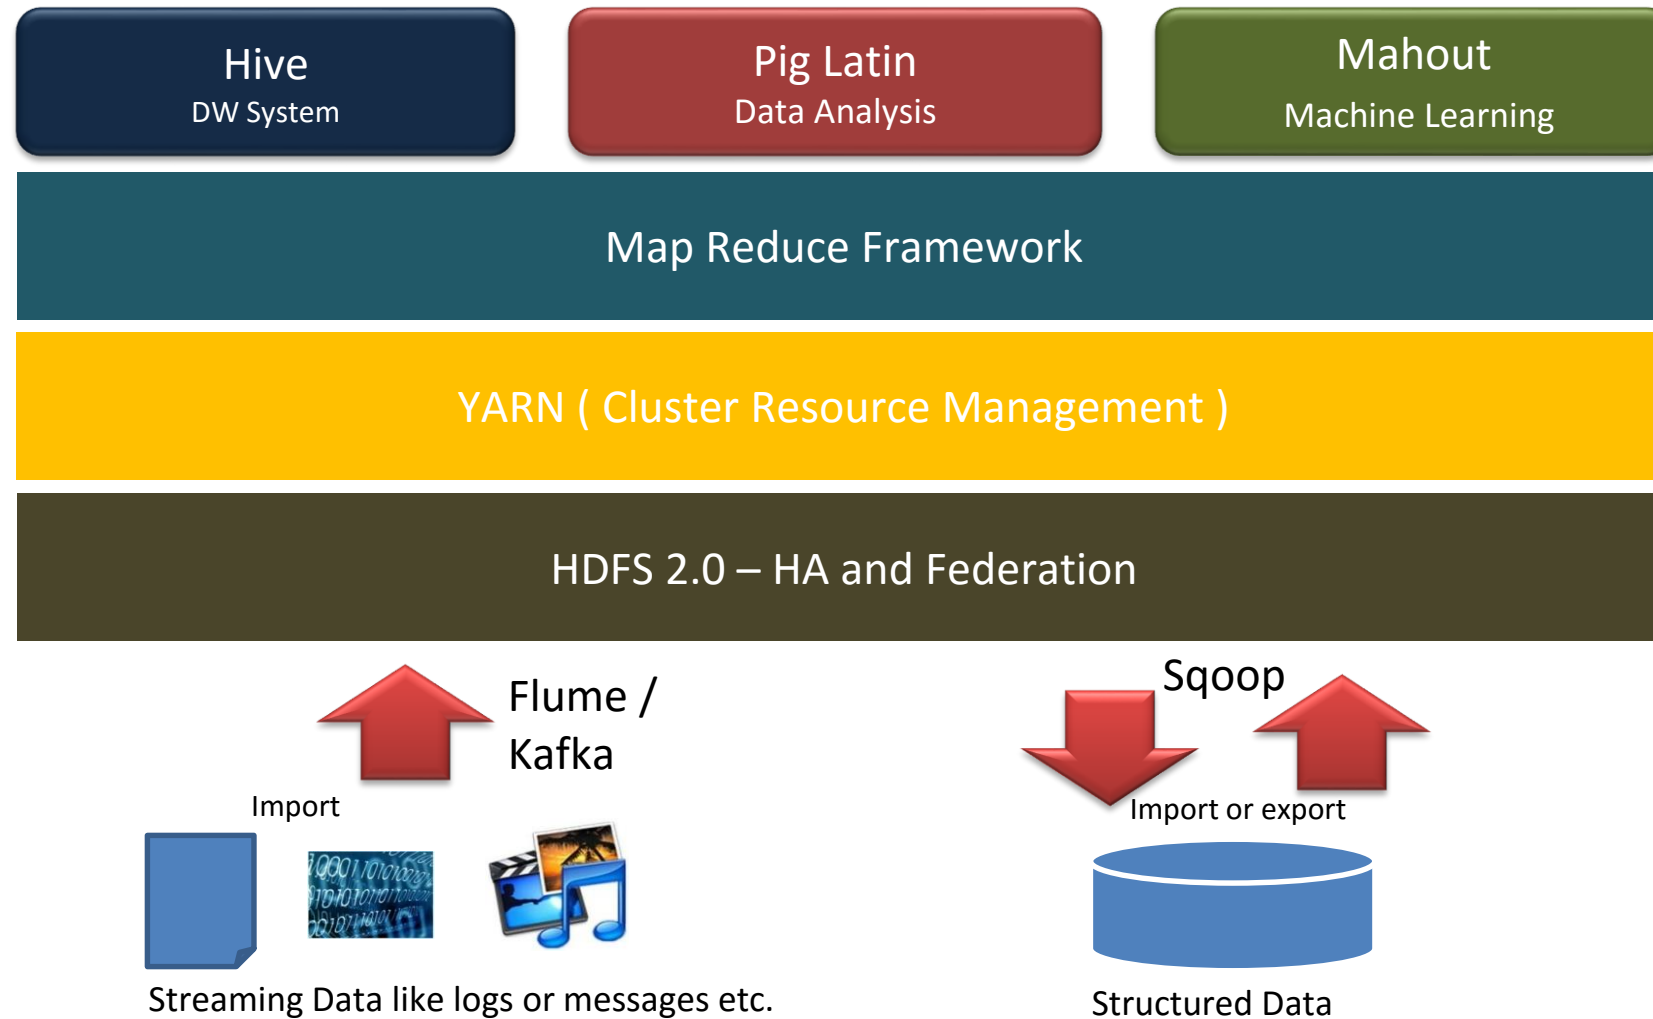 Hive
DW System
Pig Latin
Data Analysis
Mahout
Machine Learning
Map Reduce Framework
YARN ( Cluster Resource Management )
HDFS 2.0 – HA and Federation
Flume /
Kafka
Import
Streaming Data like logs or messages etc.
Sqoop
Import or export
Structured Data